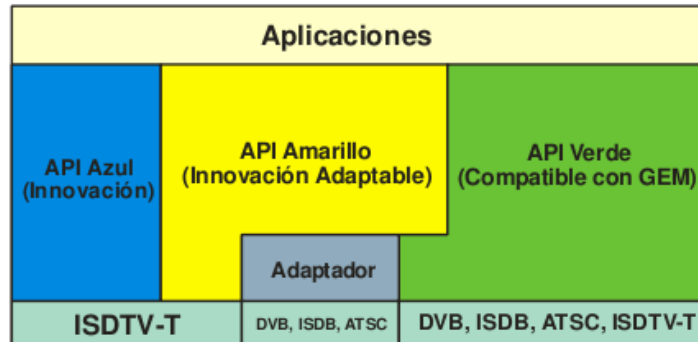 Aplicaciones
API Azul
(Innovación)
API Amarillo
(Innovación Adaptable)
API Verde
(Compatible con GEM)
Adaptador
ISDTV-T
DVB, ISDB, ATSC
DVB, ISDB, ATSC, ISDTV-T